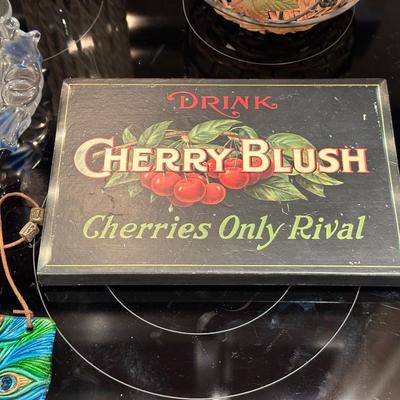 DRINK
CHERRY BLUSH
Cherries Only Rival